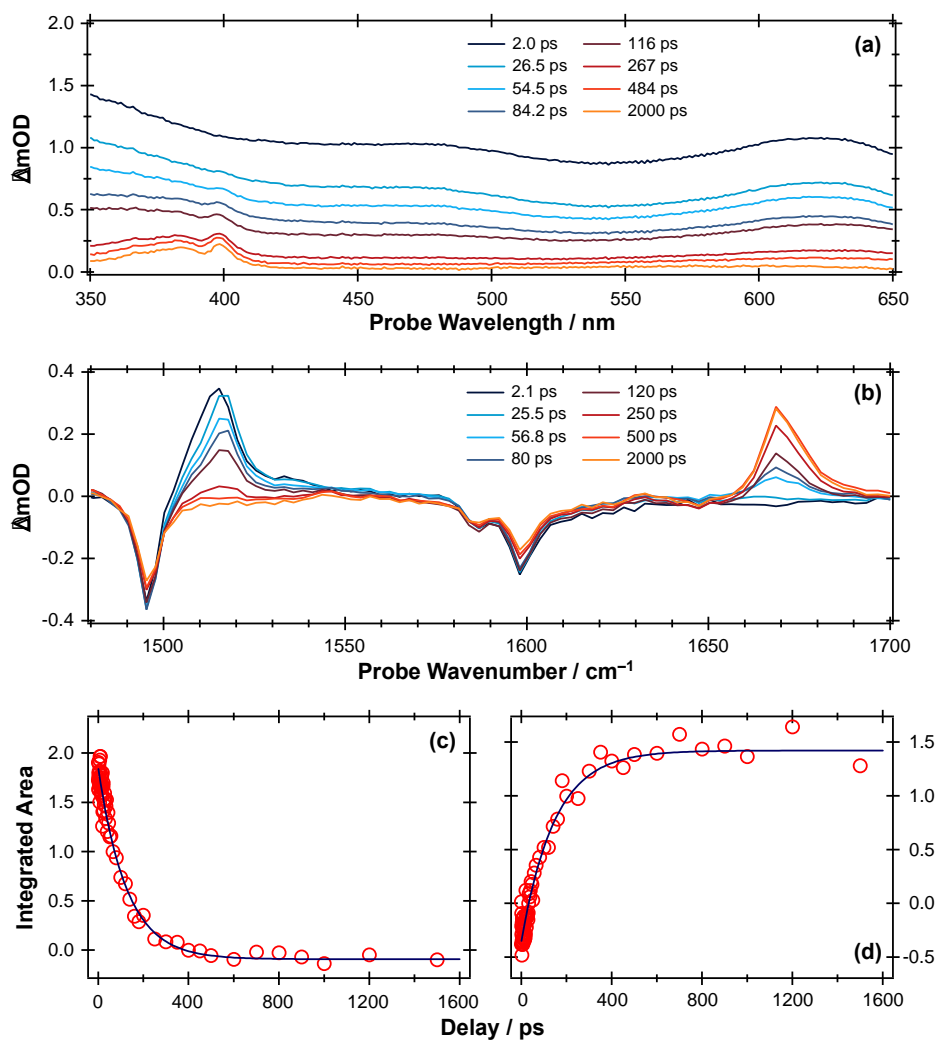 (a)
2.0 ps
26.5 ps
54.5 ps
84.2 ps
116 ps
267 ps
484 ps
2000 ps
2.0
1.5
1.0
0.5
0.0
mOD
350
400
450
500
550
600
650
Probe Wavelength / nm
(b)
2.1 ps
25.5 ps
56.8 ps
80 ps
120 ps
250 ps
500 ps
2000 ps
0.4
0.2
0.0
-0.2
-0.4
mOD
1500
1550
1600
1650
1700
Probe Wavenumber / cm⁻¹
(c)
2.0
1.5
1.0
0.5
0.0
Integrated Area
0
400
800
1200
1600
(d)
1.5
1.0
0.5
0.0
-0.5
0
400
800
1200
1600
Delay / ps